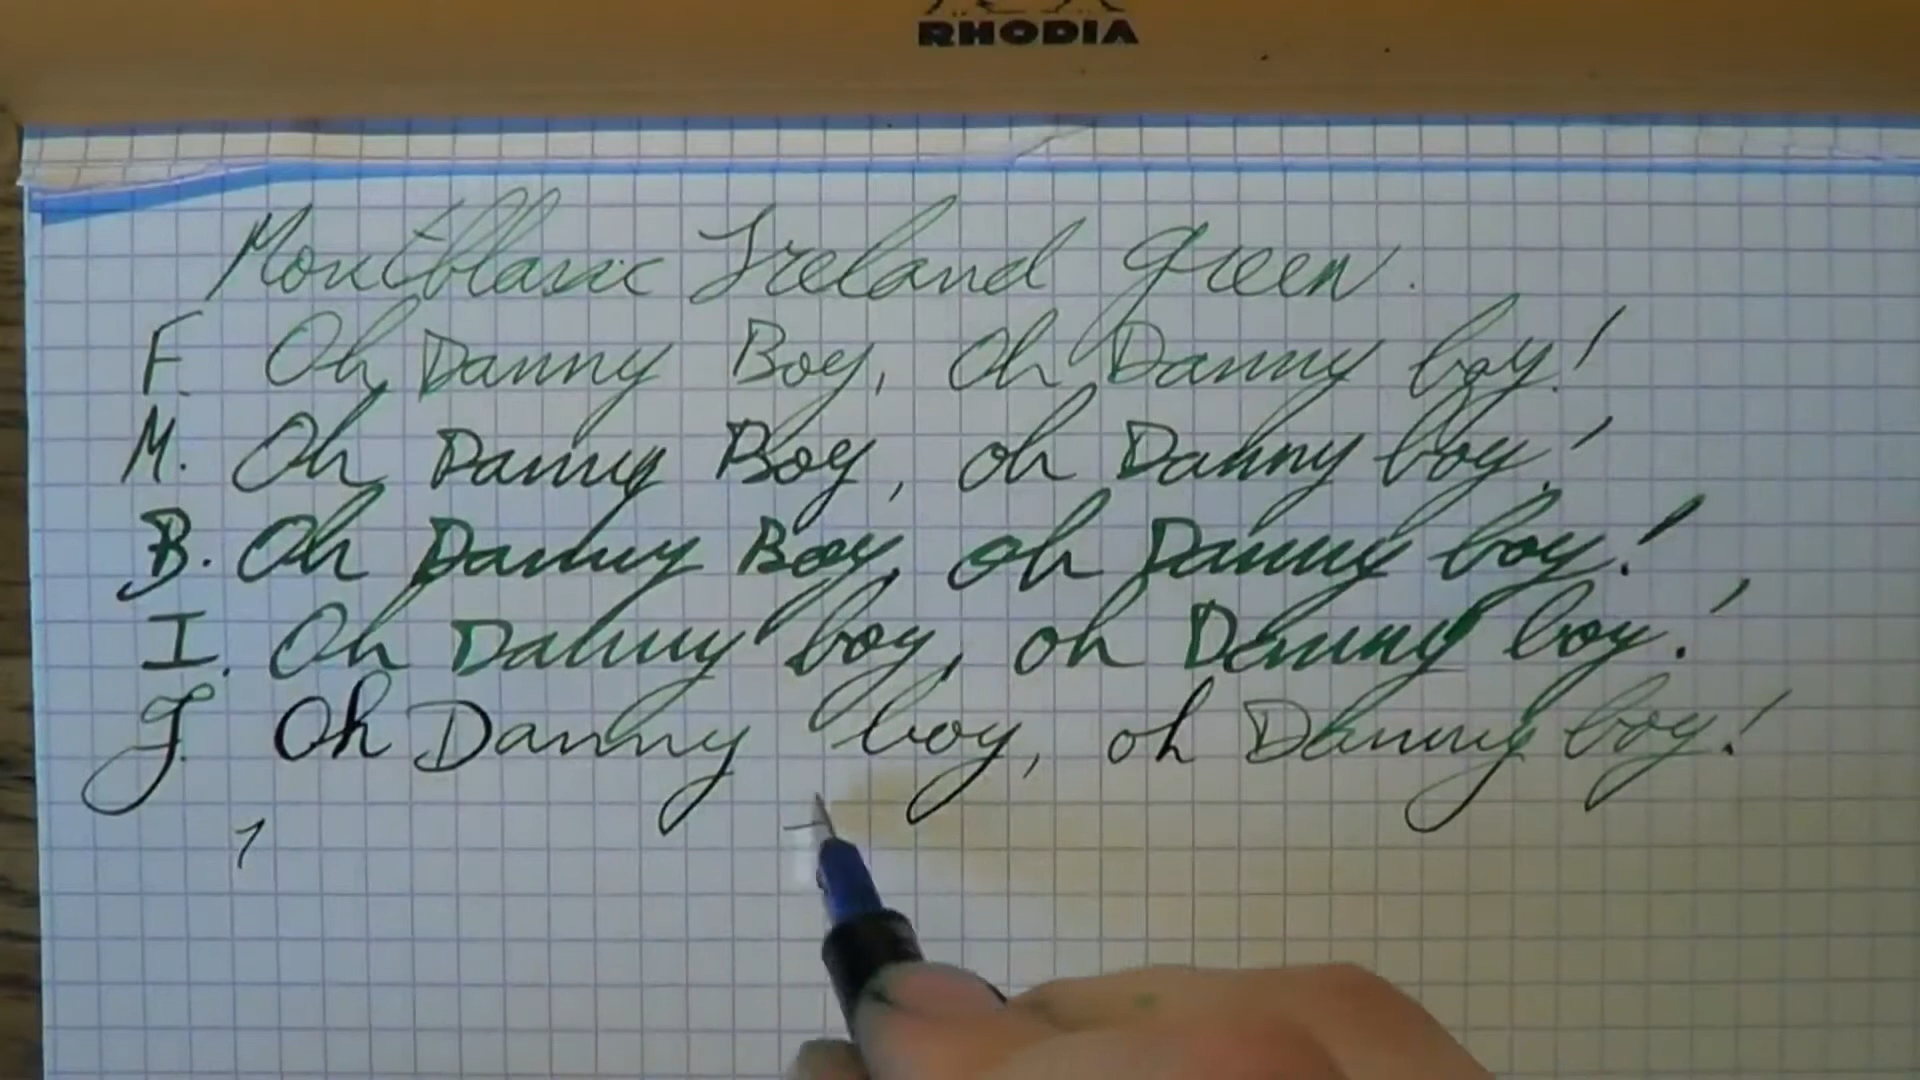 RHODIA
Montblanc Ireland green.
F. Oh Danny Boy, Oh Danny boy!
M. Oh Danny Boy, oh Danny boy!
B. Oh Danny Boy, oh Danny boy!
I. Oh Danny boy, oh Danny boy!
J. Oh Danny boy, oh Danny boy!
1